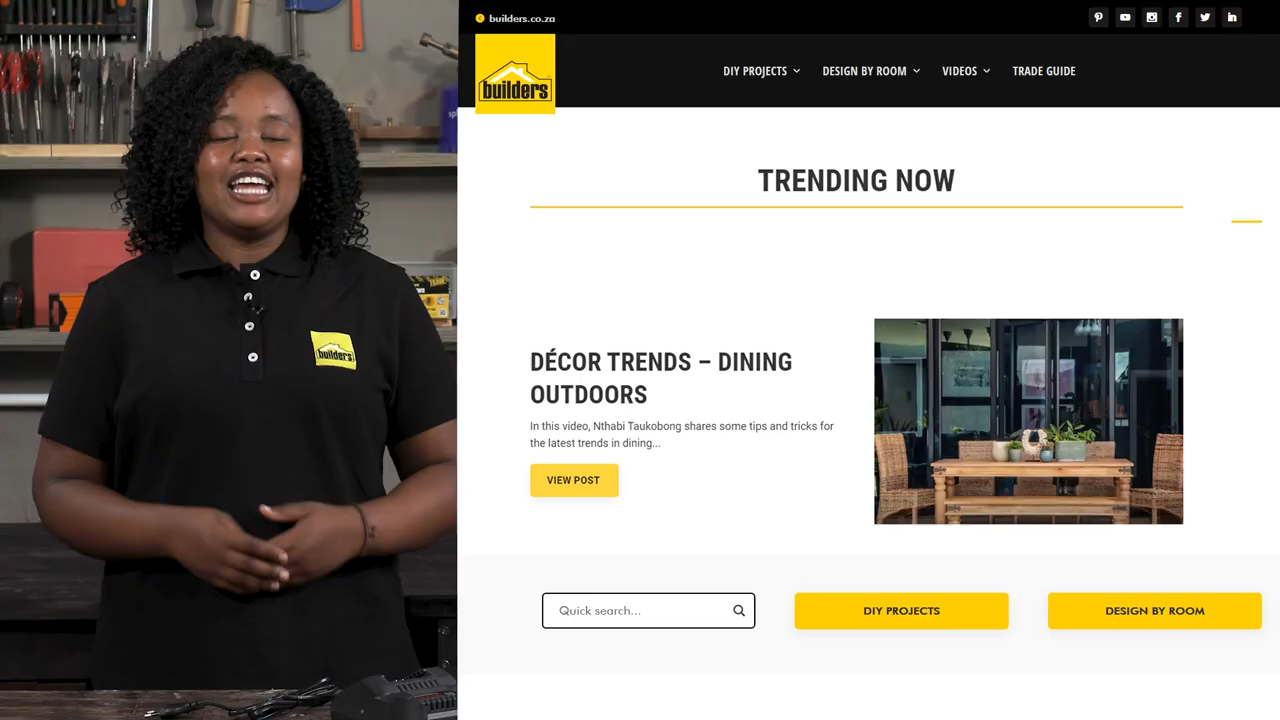 builders.co.za
builders
DIY PROJECTS
DESIGN BY ROOM
VIDEOS
TRADE GUIDE
TRENDING NOW
DÉCOR TRENDS – DINING
OUTDOORS
In this video, Nthabi Taukobong shares some tips and tricks for
the latest trends in dining...
VIEW POST
Quick search...
DIY PROJECTS
DESIGN BY ROOM
builders